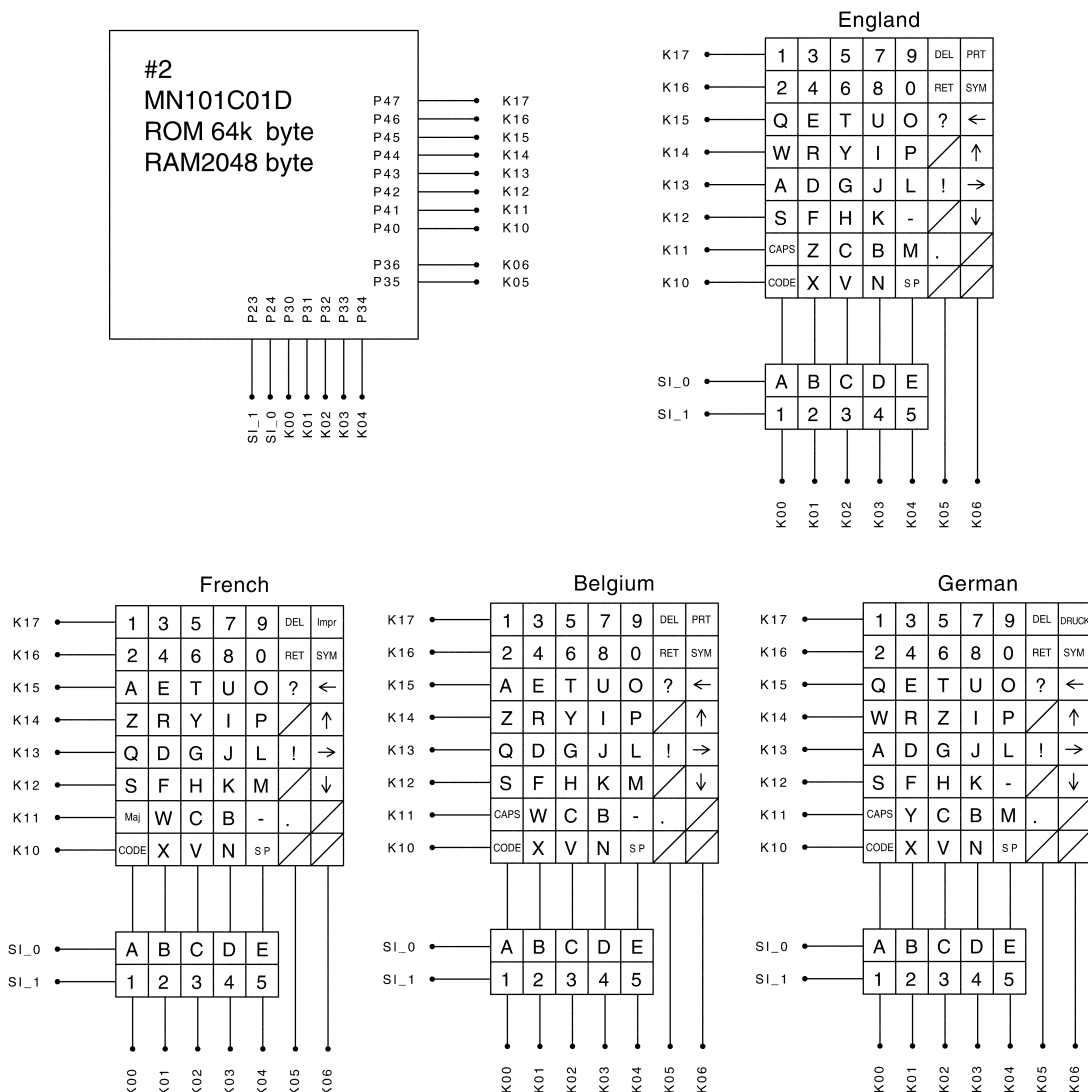 #2
MN101C01D
ROM 64k byte
RAM2048 byte
P47 K17
P46 K16
P45 K15
P44 K14
P43 K13
P42 K12
P41 K11
P40 K10
P36 K06
P35 K05
P23 P24 P30 P31 P32 P33 P34
SI_1 SI_0 K00 K01 K02 K03 K04
England
K17 1 3 5 7 9 DEL PRT
K16 2 4 6 8 0 RET SYM
K15 Q E T U O ? ←
K14 W R Y I P ↑
K13 A D G J L ! →
K12 S F H K - ↓
K11 CAPS Z C B M .
K10 CODE X V N SP
SI_0 A B C D E
SI_1 1 2 3 4 5
K00 K01 K02 K03 K04 K05 K06
French
K17 1 3 5 7 9 DEL Impr
K16 2 4 6 8 0 RET SYM
K15 A E T U O ? ←
K14 Z R Y I P ↑
K13 Q D G J L ! →
K12 S F H K M ↓
K11 Maj W C B - .
K10 CODE X V N SP
SI_0 A B C D E
SI_1 1 2 3 4 5
K00 K01 K02 K03 K04 K05 K06
Belgium
K17 1 3 5 7 9 DEL PRT
K16 2 4 6 8 0 RET SYM
K15 A E T U O ? ←
K14 Z R Y I P ↑
K13 Q D G J L ! →
K12 S F H K M ↓
K11 CAPS W C B - .
K10 CODE X V N SP
SI_0 A B C D E
SI_1 1 2 3 4 5
K00 K01 K02 K03 K04 K05 K06
German
K17 1 3 5 7 9 DEL DRUCK
K16 2 4 6 8 0 RET SYM
K15 Q E T U O ? ←
K14 W R Z I P ↑
K13 A D G J L ! →
K12 S F H K - ↓
K11 CAPS Y C B M .
K10 CODE X V N SP
SI_0 A B C D E
SI_1 1 2 3 4 5
K00 K01 K02 K03 K04 K05 K06